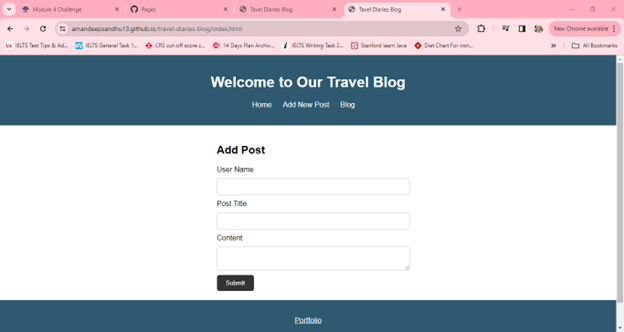 Module 4 Challenge
Pages
Tavel Diaries Blog
Tavel Diaries Blog
amandeepsandhu13.github.io/travel-diaries-blog/index.html
New Chrome available
IELTS Test Tips & Ad...
IELTS General Task 1...
CRS cut-off score c...
14 Days Plan Archiv...
IELTS Writing Task 2...
Stanford learn Java
Diet Chart For non...
All Bookmarks
Welcome to Our Travel Blog
Home Add New Post Blog
Add Post
User Name
Post Title
Content
Submit
Portfolio